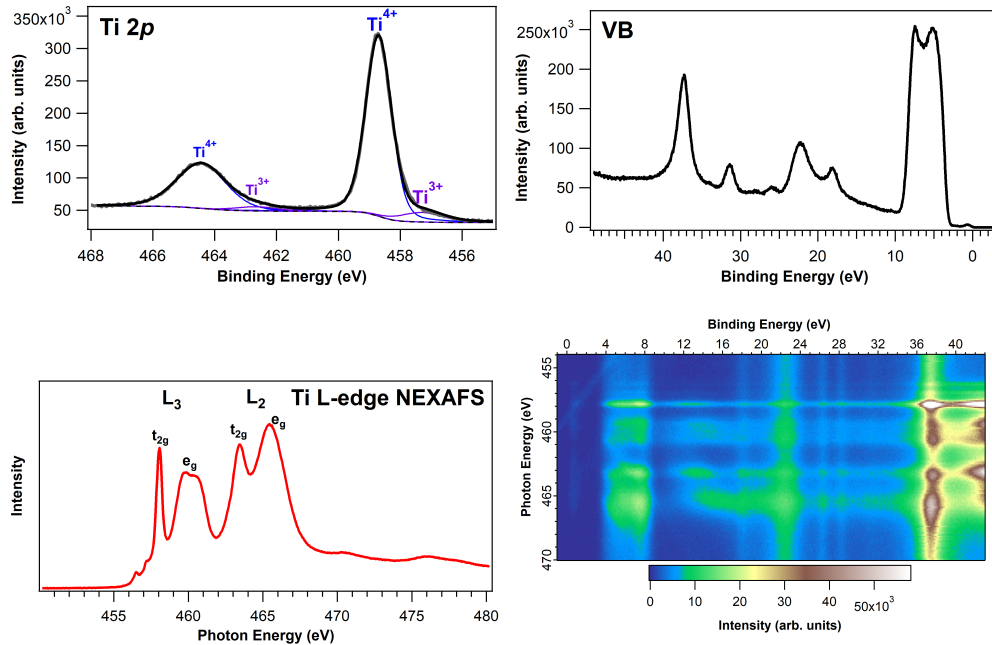 Ti 2p
350x10³
300
250
200
150
100
50
Intensity (arb. units)
Ti⁴⁺
Ti³⁺
Ti⁴⁺
Ti³⁺
468 466 464 462 460 458 456
Binding Energy (eV)
VB
250x10³
200
150
100
50
0
Intensity (arb. units)
40 30 20 10 0
Binding Energy (eV)
Ti L-edge NEXAFS
L₃ L₂
t₂g e_g t₂g e_g
Intensity
455 460 465 470 475 480
Photon Energy (eV)
Binding Energy (eV)
0 4 8 12 16 20 24 28 32 36 40
455
460
465
470
Photon Energy (eV)
0 10 20 30 40 50x10³
Intensity (arb. units)